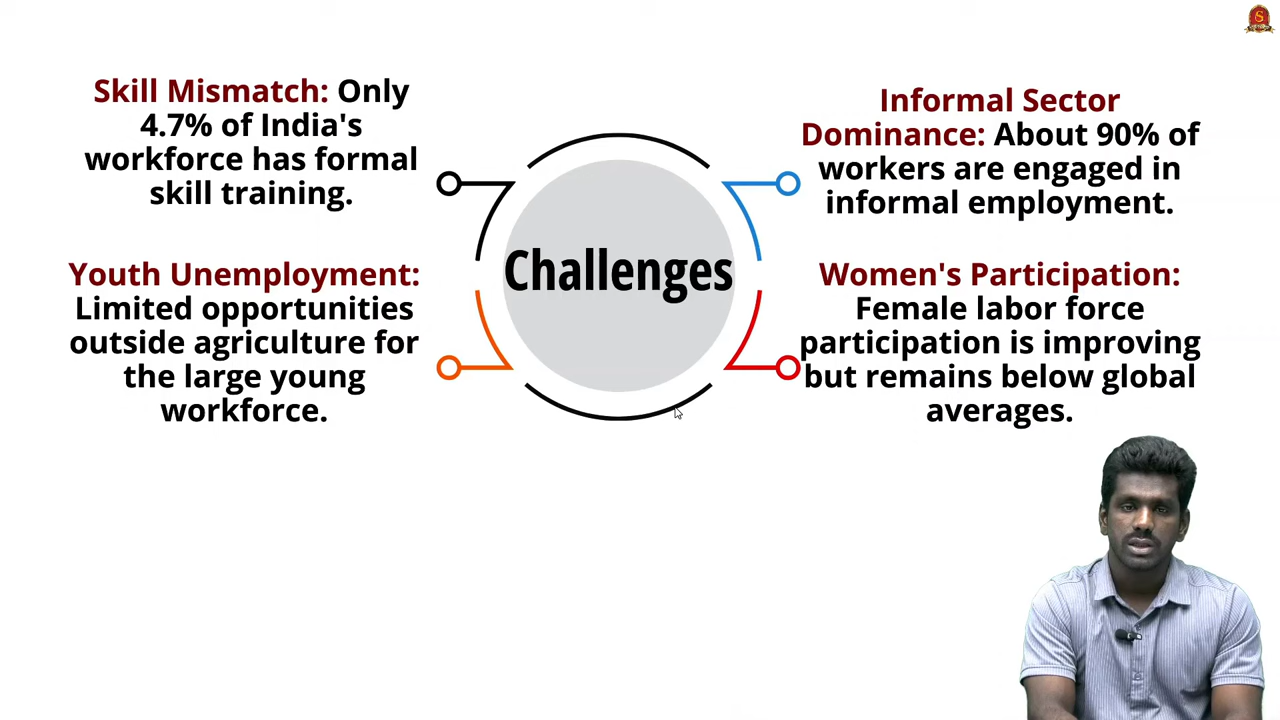 Skill Mismatch: Only
4.7% of India's
workforce has formal
skill training.
Informal Sector
Dominance: About 90% of
workers are engaged in
informal employment.
Challenges
Youth Unemployment:
Limited opportunities
outside agriculture for
the large young
workforce.
Women's Participation:
Female labor force
participation is improving
but remains below global
averages.